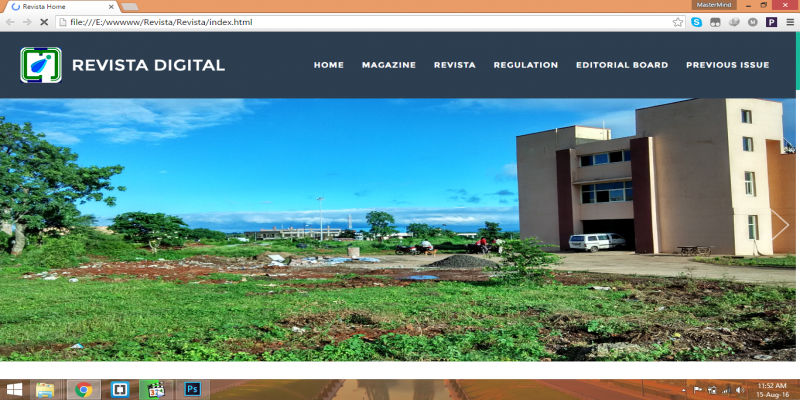 MasterMind
Revista Home
file:///E:/wwwww/Revista/Revista/index.html
REVISTA DIGITAL
HOME
MAGAZINE
REVISTA
REGULATION
EDITORIAL BOARD
PREVIOUS ISSUE
11:52 AM
15-Aug-16